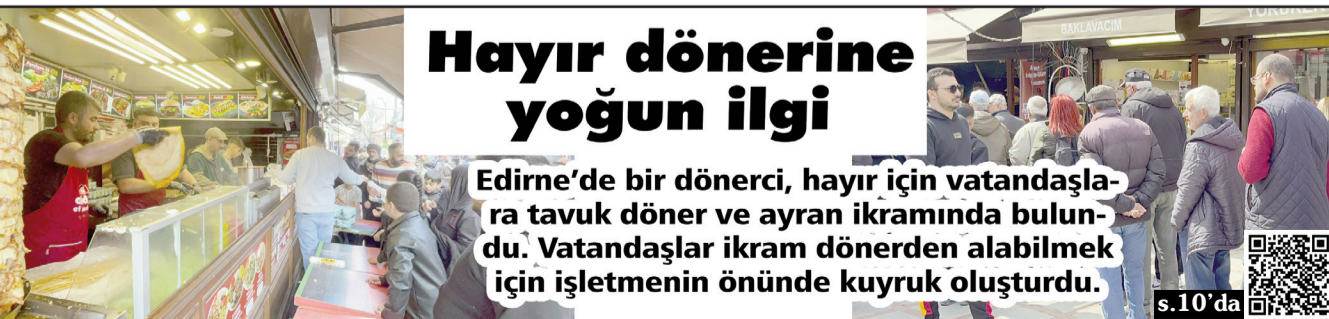 Hayır dönerine
yoğun ilgi
BAKLAVACIM
Edirne’de bir dönerci, hayır için vatandaşla-
ra tavuk döner ve ayran ikramında bulun-
du. Vatandaşlar ikram dönerden alabilmek
için işletmenin önünde kuyruk oluşturdu.
s.10’da